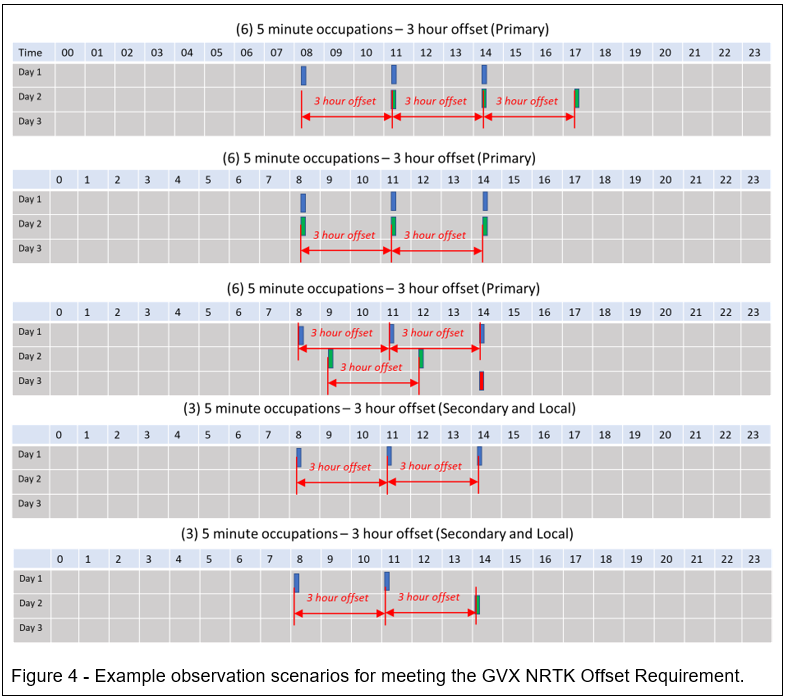 (6) 5 minute occupations – 3 hour offset (Primary)
Time 00 01 02 03 04 05 06 07 08 09 10 11 12 13 14 15 16 17 18 19 20 21 22 23
Day 1
Day 2 3 hour offset 3 hour offset 3 hour offset
Day 3
(6) 5 minute occupations – 3 hour offset (Primary)
0 1 2 3 4 5 6 7 8 9 10 11 12 13 14 15 16 17 18 19 20 21 22 23
Day 1
Day 2
3 hour offset 3 hour offset
Day 3
(6) 5 minute occupations – 3 hour offset (Primary)
0 1 2 3 4 5 6 7 8 9 10 11 12 13 14 15 16 17 18 19 20 21 22 23
Day 1 3 hour offset 3 hour offset
Day 2
3 hour offset
Day 3
(3) 5 minute occupations – 3 hour offset (Secondary and Local)
0 1 2 3 4 5 6 7 8 9 10 11 12 13 14 15 16 17 18 19 20 21 22 23
Day 1
3 hour offset 3 hour offset
Day 2
Day 3
(3) 5 minute occupations – 3 hour offset (Secondary and Local)
0 1 2 3 4 5 6 7 8 9 10 11 12 13 14 15 16 17 18 19 20 21 22 23
Day 1
3 hour offset 3 hour offset
Day 2
Day 3
Figure 4 - Example observation scenarios for meeting the GVX NRTK Offset Requirement.